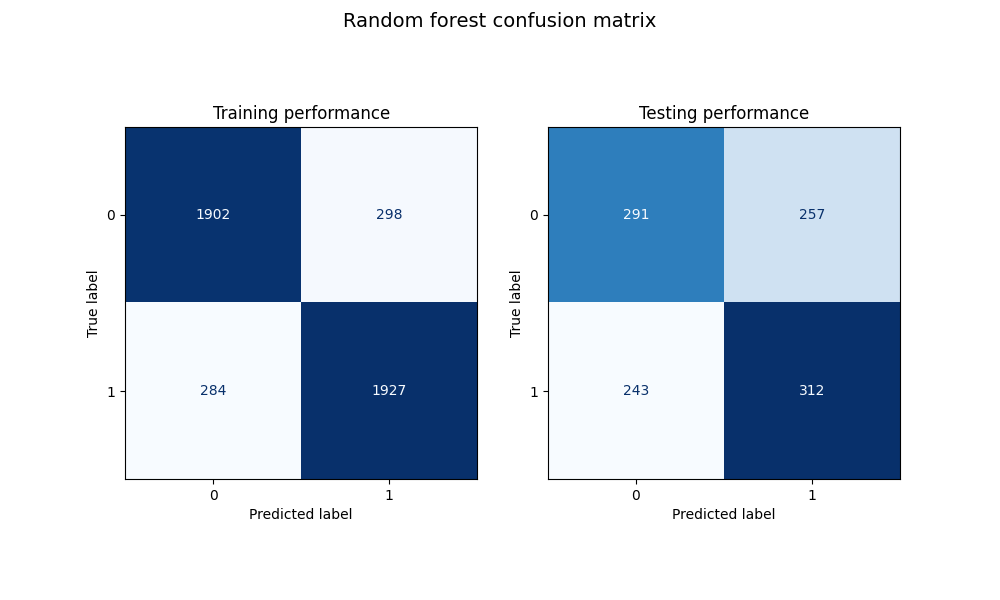 Random forest confusion matrix
Training performance
Testing performance
0
1902
298
0
291
257
True label
True label
1
284
1927
1
243
312
0
1
0
1
Predicted label
Predicted label